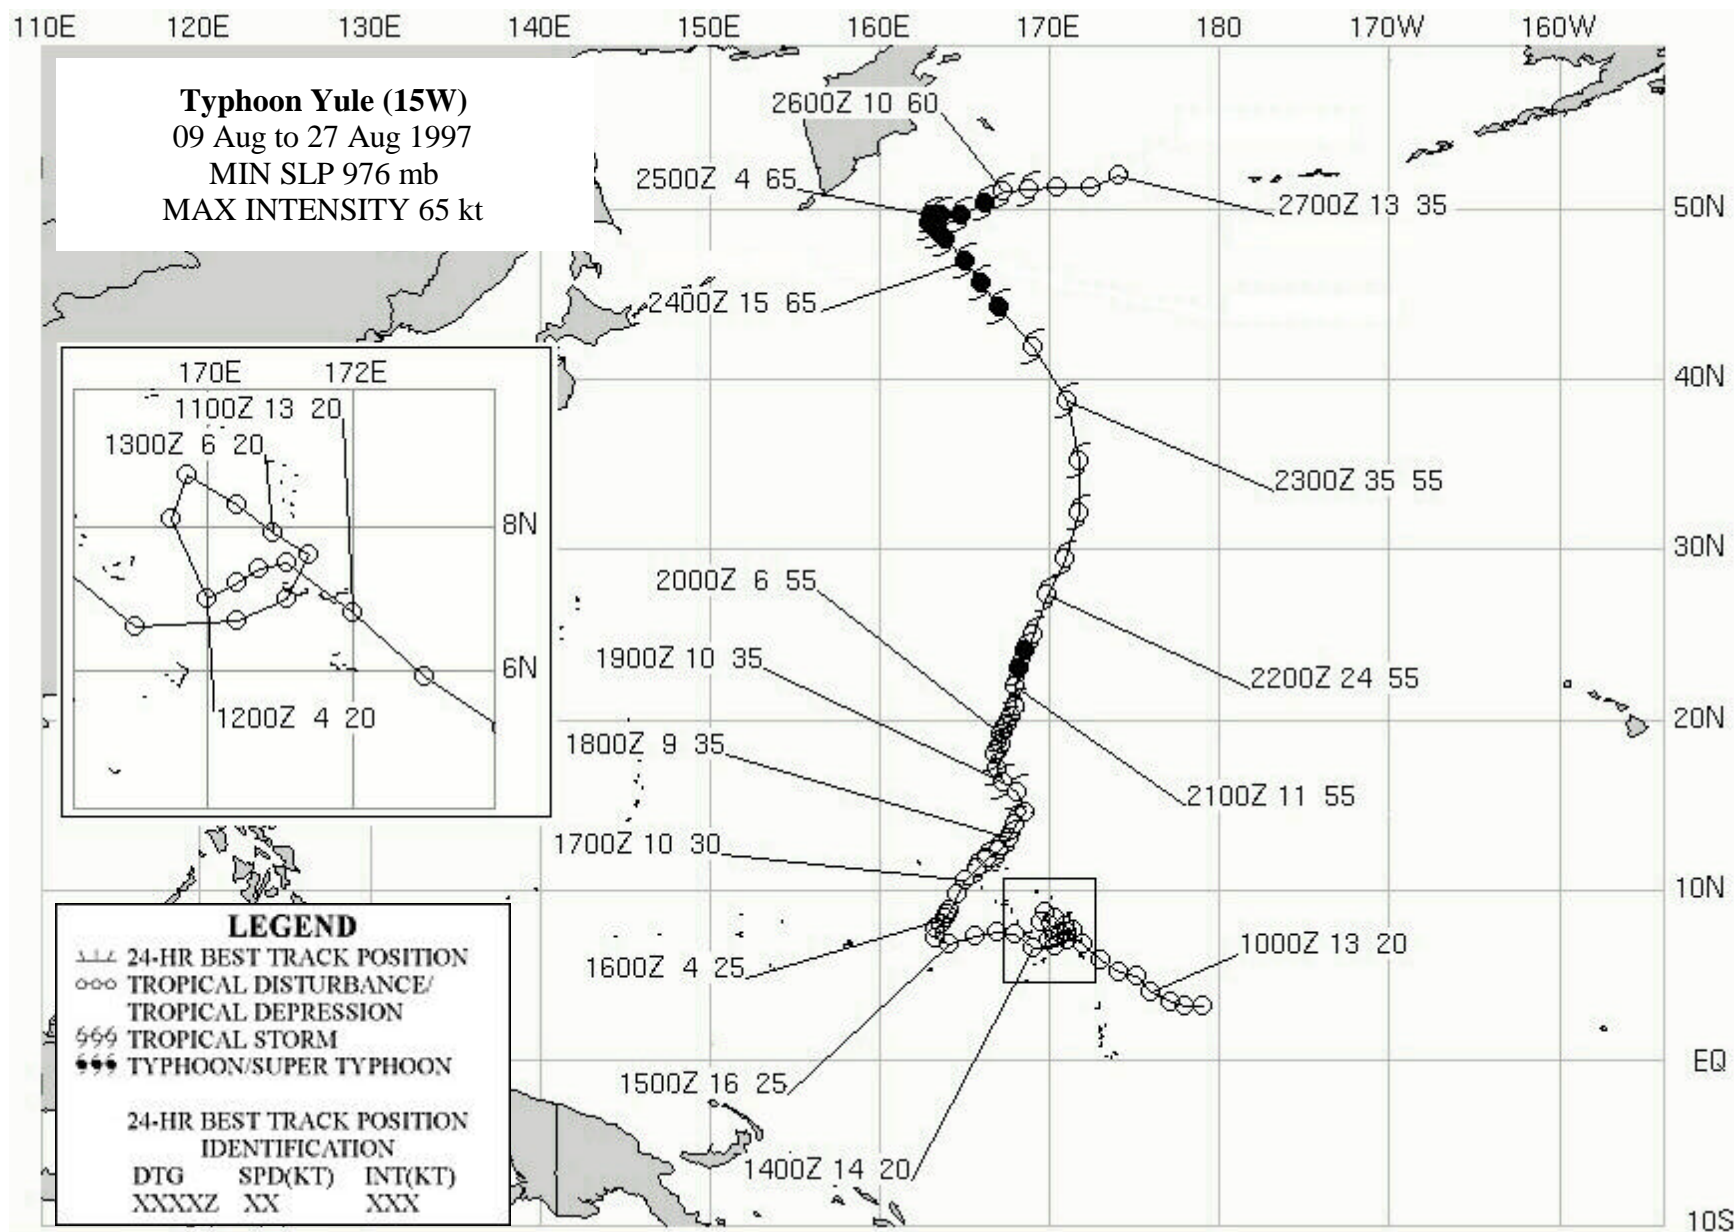 110E 120E 130E 140E 150E 160E 170E 180 170W 160W
Typhoon Yule (15W)
09 Aug to 27 Aug 1997
MIN SLP 976 mb
MAX INTENSITY 65 kt
2600Z 10 60
2500Z 4 65
2700Z 13 35
50N
2400Z 15 65
170E 172E
1100Z 13 20
1300Z 6 20
8N
6N
1200Z 4 20
40N
2300Z 35 55
30N
2000Z 6 55
1900Z 10 35
2200Z 24 55
20N
1800Z 9 35
2100Z 11 55
1700Z 10 30
10N
1000Z 13 20
1600Z 4 25
EQ
1500Z 16 25
1400Z 14 20
10S
LEGEND
24-HR BEST TRACK POSITION
TROPICAL DISTURBANCE/
TROPICAL DEPRESSION
TROPICAL STORM
TYPHOON/SUPER TYPHOON
24-HR BEST TRACK POSITION
IDENTIFICATION
DTG SPD(KT) INT(KT)
XXXXZ XX XXX